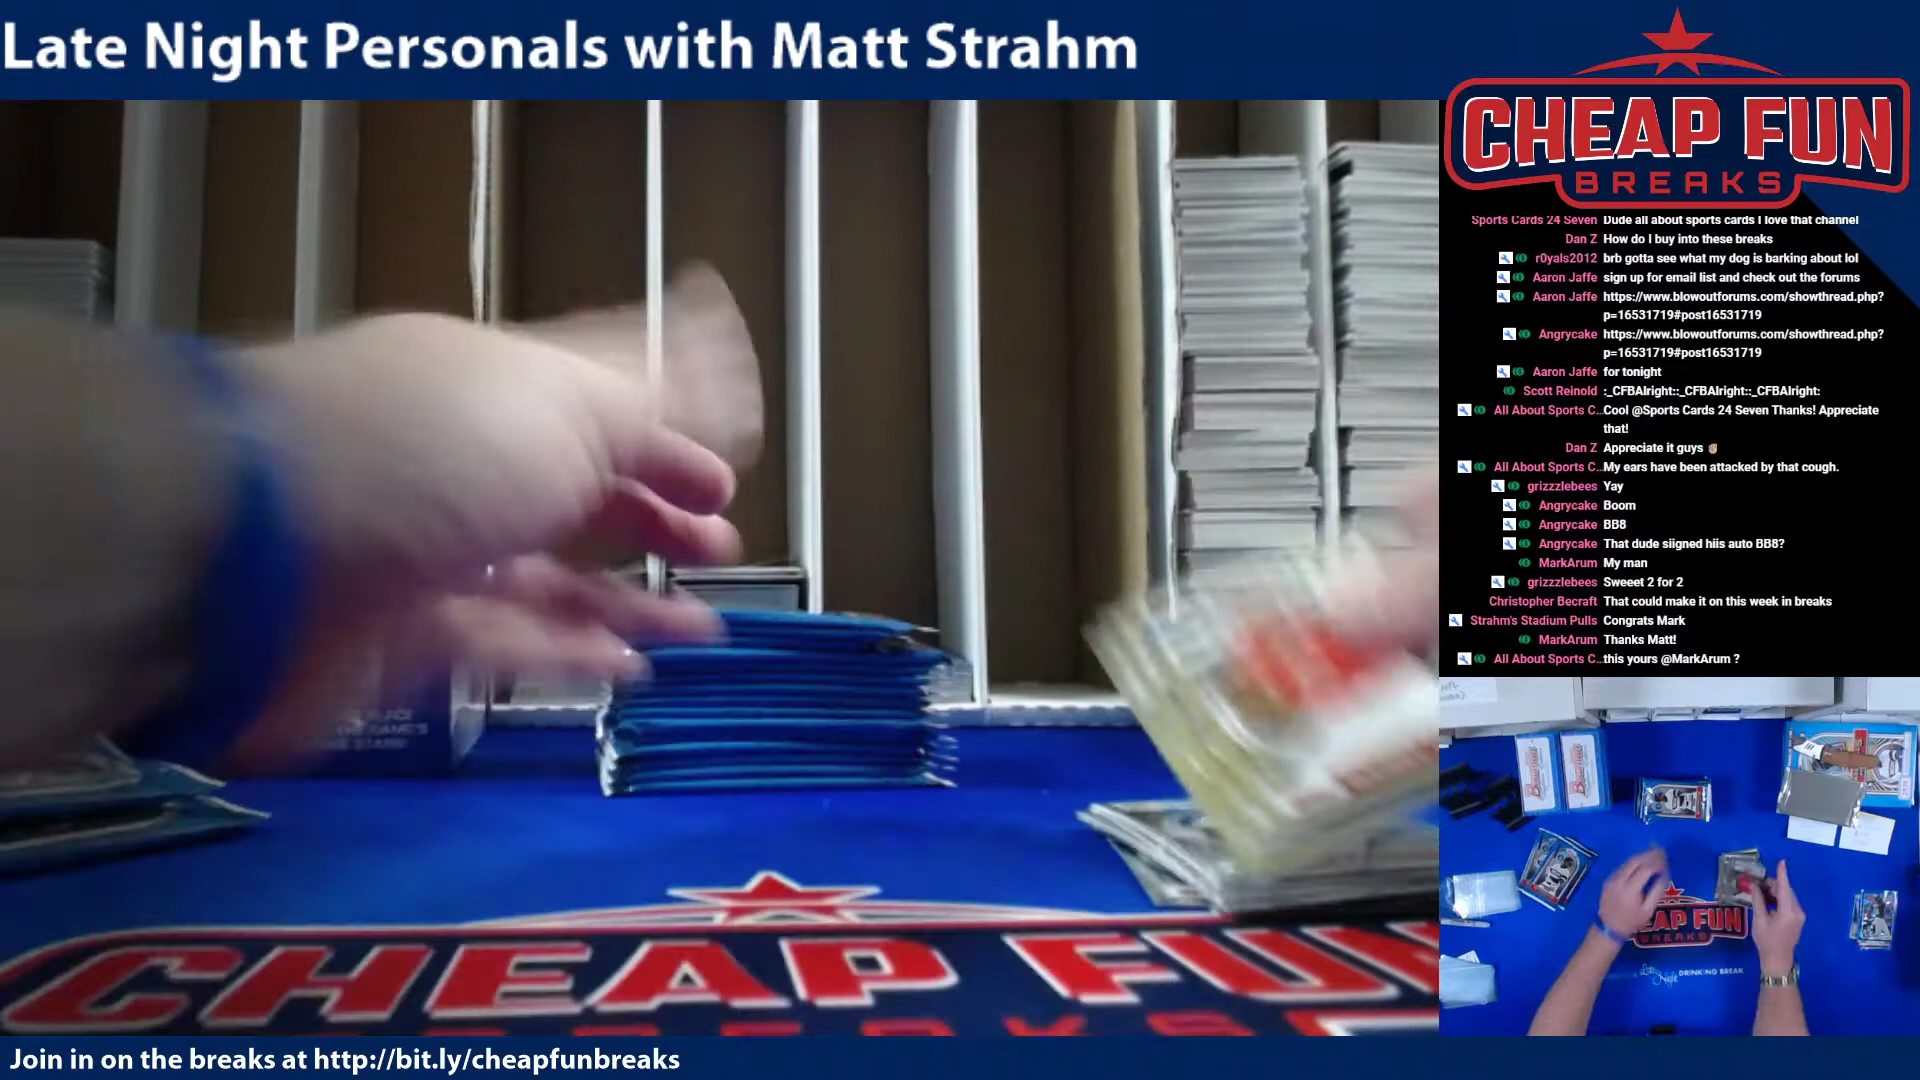 Late Night Personals with Matt Strahm
CHEAP FUN
BREAKS
Sports Cards 24 Seven Dude all about sports cards I love that channel
Dan Z How do I buy into these breaks
r0yals2012 brb gotta see what my dog is barking about lol
Aaron Jaffe sign up for email list and check out the forums
Aaron Jaffe https://www.blowoutforums.com/showthread.php?
p=16531719#post16531719
Angrycake https://www.blowoutforums.com/showthread.php?
p=16531719#post16531719
Aaron Jaffe for tonight
Scott Reinold :_CFBAlright::_CFBAlright::_CFBAlright:
All About Sports C... Cool @Sports Cards 24 Seven Thanks! Appreciate
that!
Dan Z Appreciate it guys
All About Sports C... My ears have been attacked by that cough.
grizzzlebees Yay
Angrycake Boom
Angrycake BB8
Angrycake That dude siigned hiis auto BB8?
MarkArum My man
grizzzlebees Sweeet 2 for 2
Christopher Becraft That could make it on this week in breaks
Strahm's Stadium Pulls Congrats Mark
MarkArum Thanks Matt!
All About Sports C... this yours @MarkArum ?
CHEAP FUN
BREAKS
EAP FUN
BREAKS
Late Night DRINKING BREAK
Join in on the breaks at http://bit.ly/cheapfunbreaks